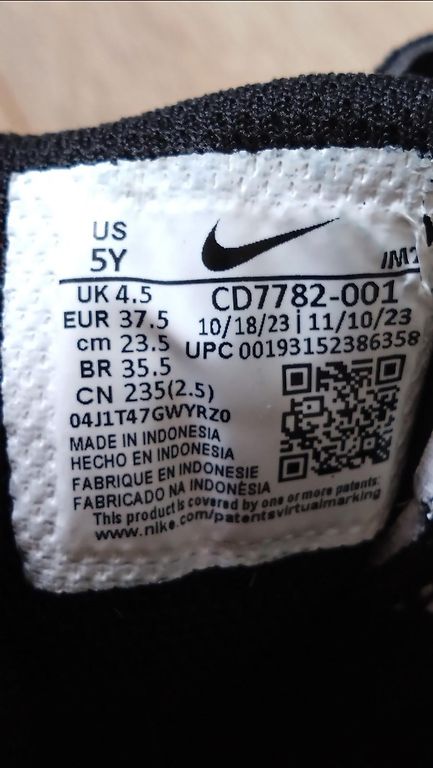 US
5Y
IM1
UK 4.5
CD7782-001
EUR 37.5
10/18/23 | 11/10/23
cm 23.5
UPC 00193152386358
BR 35.5
CN 235(2.5)
04J1T47GWYRZ0
MADE IN INDONESIA
HECHO EN INDONESIA
FABRIQUE EN INDONESIE
FABRICADO NA INDONÉSIA
This product is covered by one or more patents:
www.nike.com/patentsvirtualmarking